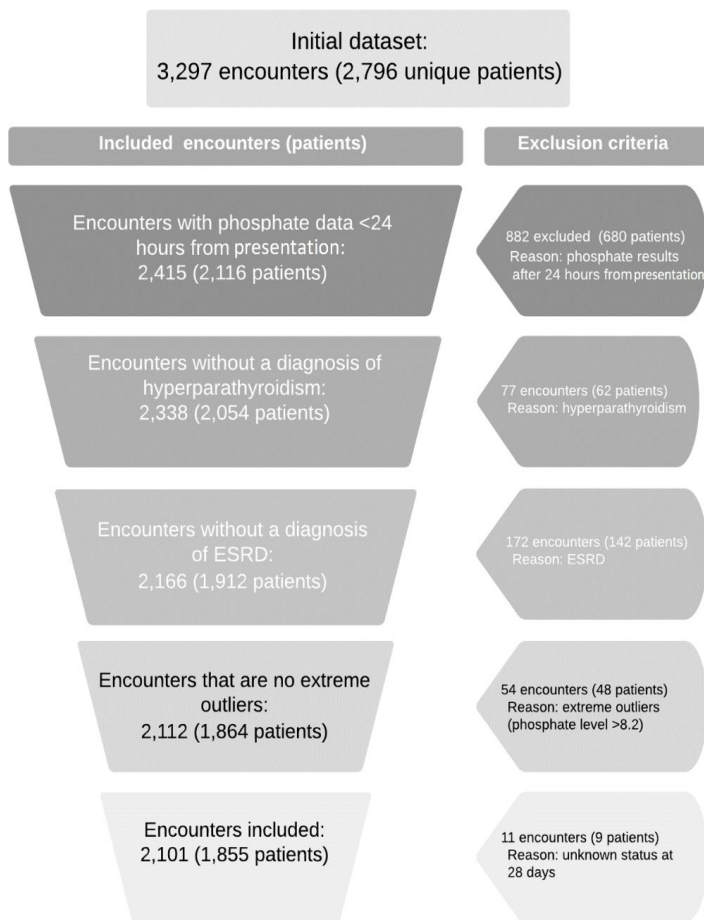 Initial dataset:
3,297 encounters (2,796 unique patients)
Included encounters (patients)
Exclusion criteria
Encounters with phosphate data <24
hours from presentation:
2,415 (2,116 patients)
882 excluded (680 patients)
Reason: phosphate results
after 24 hours from presentation
Encounters without a diagnosis of
hyperparathyroidism:
2,338 (2,054 patients)
77 encounters (62 patients)
Reason: hyperparathyroidism
Encounters without a diagnosis
of ESRD:
2,166 (1,912 patients)
172 encounters (142 patients)
Reason: ESRD
Encounters that are no extreme
outliers:
2,112 (1,864 patients)
54 encounters (48 patients)
Reason: extreme outliers
(phosphate level >8.2)
Encounters included:
2,101 (1,855 patients)
11 encounters (9 patients)
Reason: unknown status at
28 days